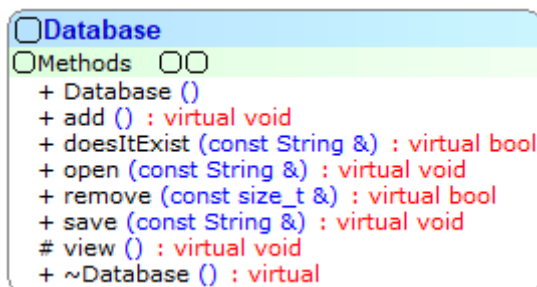 Database
Methods
+ Database ()
+ add () : virtual void
+ doesItExist (const String &) : virtual bool
+ open (const String &) : virtual void
+ remove (const size_t &) : virtual bool
+ save (const String &) : virtual void
# view () : virtual void
+ ~Database () : virtual